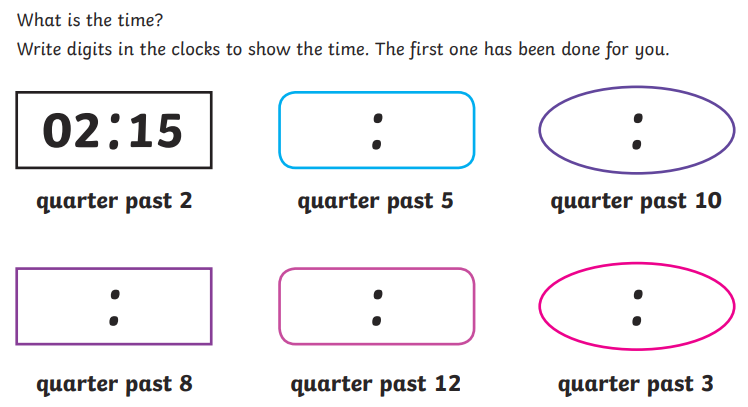 What is the time?
Write digits in the clocks to show the time. The first one has been done for you.
02:15 : :
quarter past 2 quarter past 5 quarter past 10
: : :
quarter past 8 quarter past 12 quarter past 3